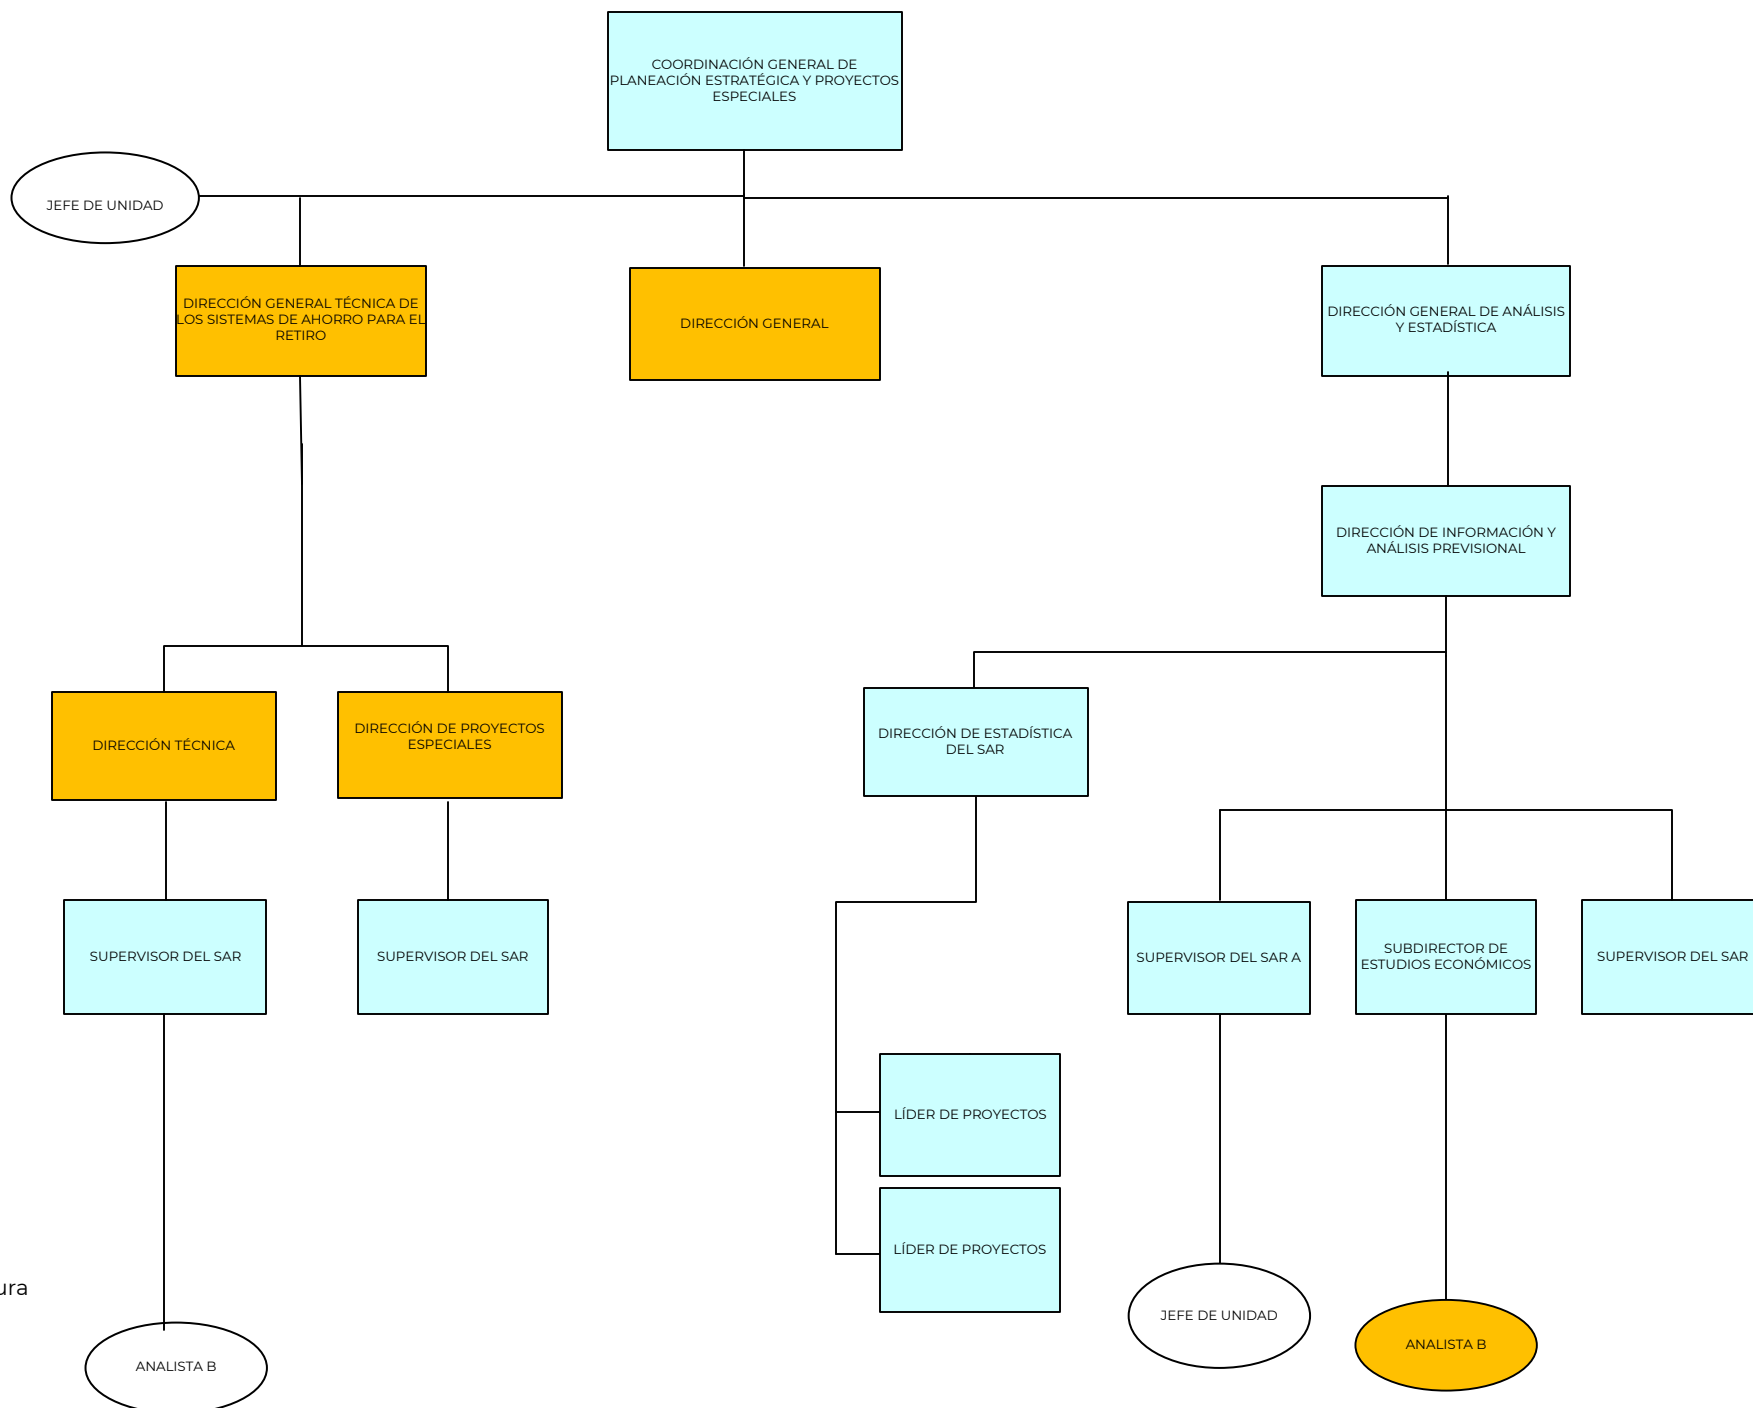 COORDINACIÓN GENERAL DE
PLANEACIÓN ESTRATÉGICA Y PROYECTOS
ESPECIALES
JEFE DE UNIDAD
DIRECCIÓN GENERAL TÉCNICA DE
LOS SISTEMAS DE AHORRO PARA EL
RETIRO
DIRECCIÓN GENERAL
DIRECCIÓN GENERAL DE ANÁLISIS
Y ESTADÍSTICA
DIRECCIÓN DE INFORMACIÓN Y
ANÁLISIS PREVISIONAL
DIRECCIÓN TÉCNICA
DIRECCIÓN DE PROYECTOS
ESPECIALES
DIRECCIÓN DE ESTADÍSTICA
DEL SAR
SUPERVISOR DEL SAR
SUPERVISOR DEL SAR
SUPERVISOR DEL SAR A
SUBDIRECTOR DE
ESTUDIOS ECONÓMICOS
SUPERVISOR DEL SAR
LÍDER DE PROYECTOS
LÍDER DE PROYECTOS
JEFE DE UNIDAD
ANALISTA B
ANALISTA B